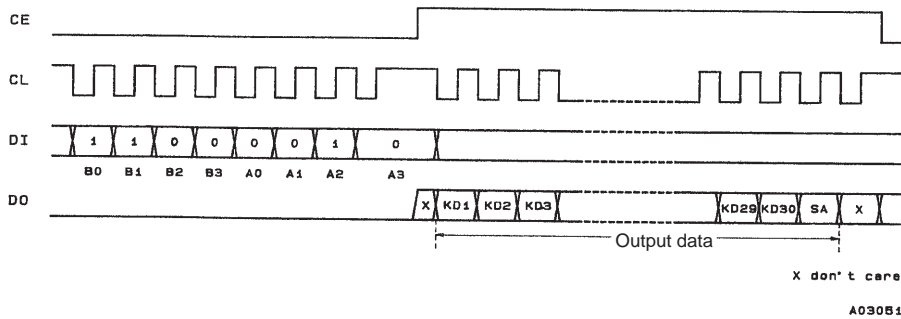 CE
CL
DI 1 1 0 0 0 0 1 0
B0 B1 B2 B3 A0 A1 A2 A3
DO X KD1 KD2 KD3 KD29 KD30 SA X
Output data
X don't care
A03051